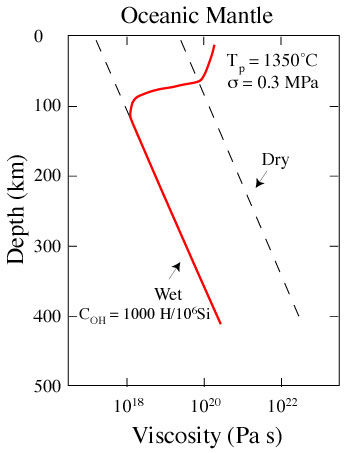 Oceanic Mantle
0
100
200
300
400
500
Depth (km)
Tₚ = 1350°C
σ = 0.3 MPa
Dry
Wet
C_OH = 1000 H/10⁶Si
10¹⁸ 10²⁰ 10²²
Viscosity (Pa s)